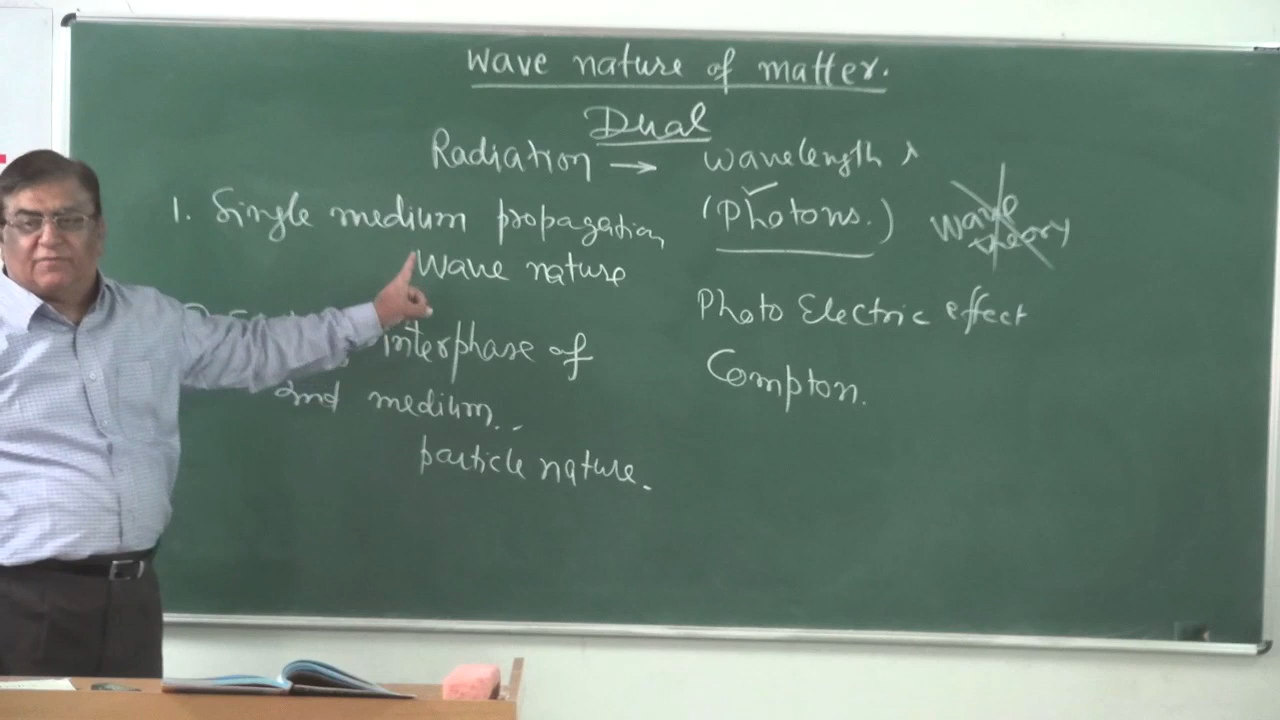 Wave nature of matter.
Dual
Radiation → wavelength λ
1. Single medium propagation
Wave nature
interphase of
2nd medium..
particle nature.
(Photons.)
Wave theory
Photo Electric effect
Compton.